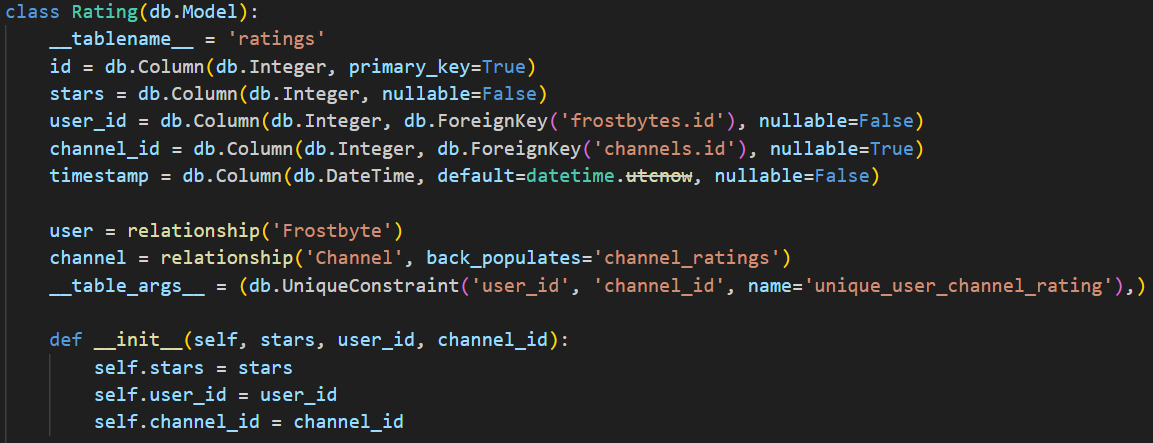 class Rating(db.Model):
    __tablename__ = 'ratings'
    id = db.Column(db.Integer, primary_key=True)
    stars = db.Column(db.Integer, nullable=False)
    user_id = db.Column(db.Integer, db.ForeignKey('frostbytes.id'), nullable=False)
    channel_id = db.Column(db.Integer, db.ForeignKey('channels.id'), nullable=True)
    timestamp = db.Column(db.DateTime, default=datetime.utcnow, nullable=False)

    user = relationship('Frostbyte')
    channel = relationship('Channel', back_populates='channel_ratings')
    __table_args__ = (db.UniqueConstraint('user_id', 'channel_id', name='unique_user_channel_rating'),)

    def __init__(self, stars, user_id, channel_id):
        self.stars = stars
        self.user_id = user_id
        self.channel_id = channel_id